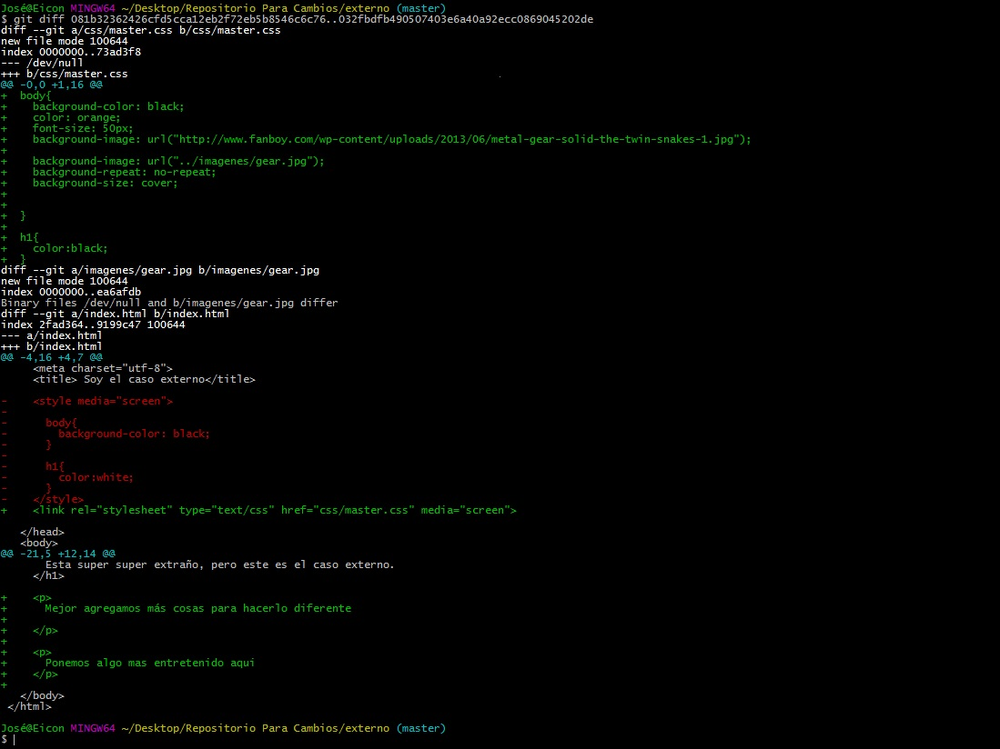 José@Eicon MINGW64 ~/Desktop/Repositorio Para Cambios/externo (master)
$ git diff 081b32362426cfd5cca12eb2f72eb5b8546c6c76..032fbdfb490507403e6a40a92ecc0869045202de
diff --git a/css/master.css b/css/master.css
new file mode 100644
index 0000000..73ad3f8
--- /dev/null
+++ b/css/master.css
@@ -0,0 +1,16 @@
+  body{
+    background-color: black;
+    color: orange;
+    font-size: 50px;
+    background-image: url("http://www.fanboy.com/wp-content/uploads/2013/06/metal-gear-solid-the-twin-snakes-1.jpg");
+
+    background-image: url("../imagenes/gear.jpg");
+    background-repeat: no-repeat;
+    background-size: cover;
+
+
+  }
+
+  h1{
+    color:black;
+  }
diff --git a/imagenes/gear.jpg b/imagenes/gear.jpg
new file mode 100644
index 0000000..ea6afdb
Binary files /dev/null and b/imagenes/gear.jpg differ
diff --git a/index.html b/index.html
index 2fad364..9199c47 100644
--- a/index.html
+++ b/index.html
@@ -4,16 +4,7 @@
     <meta charset="utf-8">
     <title> Soy el caso externo</title>
-    <style media="screen">
-
-      body{
-        background-color: black;
-      }
-
-      h1{
-        color:white;
-      }
-    </style>
+    <link rel="stylesheet" type="text/css" href="css/master.css" media="screen">
   </head>
   <body>
@@ -21,5 +12,14 @@
       Esta super super extraño, pero este es el caso externo.
     </h1>
+    <p>
+      Mejor agregamos más cosas para hacerlo diferente
+
+    </p>
+
+    <p>
+      Ponemos algo mas entretenido aqui
+    </p>
+
   </body>
 </html>
José@Eicon MINGW64 ~/Desktop/Repositorio Para Cambios/externo (master)
$